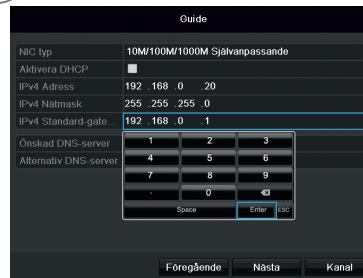 Guide
NIC typ 10M/100M/1000M Självanpassande
Aktivera DHCP
IPv4 Adress 192 .168 .0 .20
IPv4 Nätmask 255 .255 .255 .0
IPv4 Standard-gate... 192 .168 .0 .1
Önskad DNS-server
Alternativ DNS-server
1 2 3
4 5 6
7 8 9
. 0
Space Enter ESC
Föregående Nästa Kanal